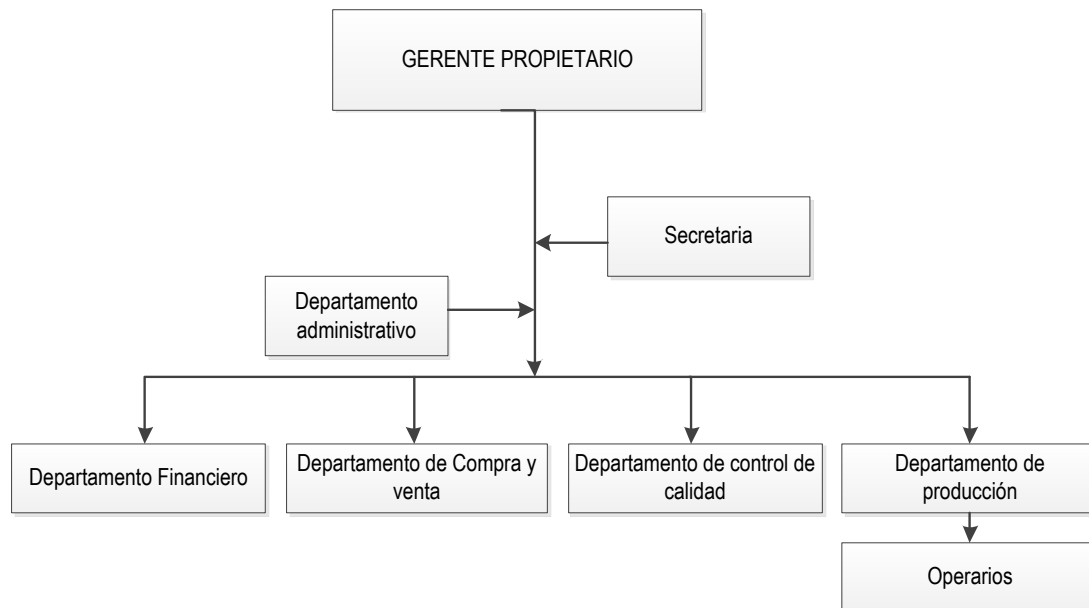 GERENTE PROPIETARIO
Secretaria
Departamento
administrativo
Departamento Financiero
Departamento de Compra y
venta
Departamento de control de
calidad
Departamento de
producción
Operarios